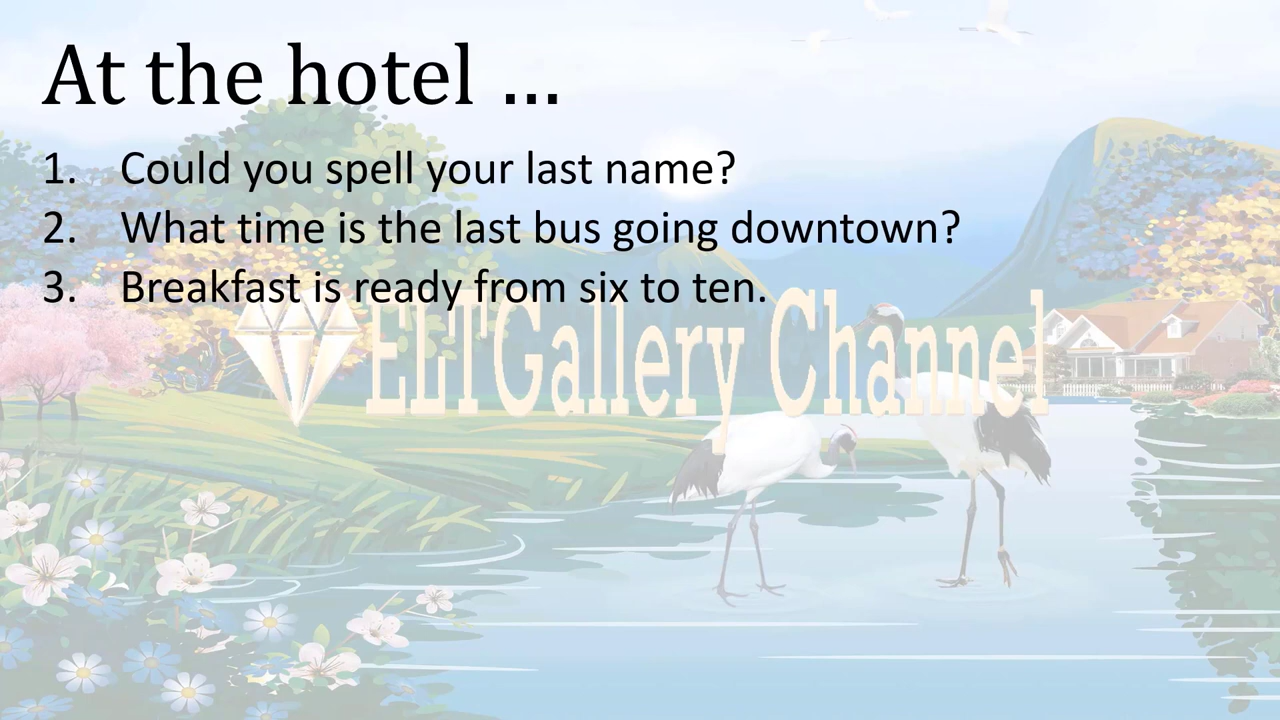 At the hotel …
1. Could you spell your last name?
2. What time is the last bus going downtown?
3. Breakfast is ready from six to ten.
ELTGallery Channel